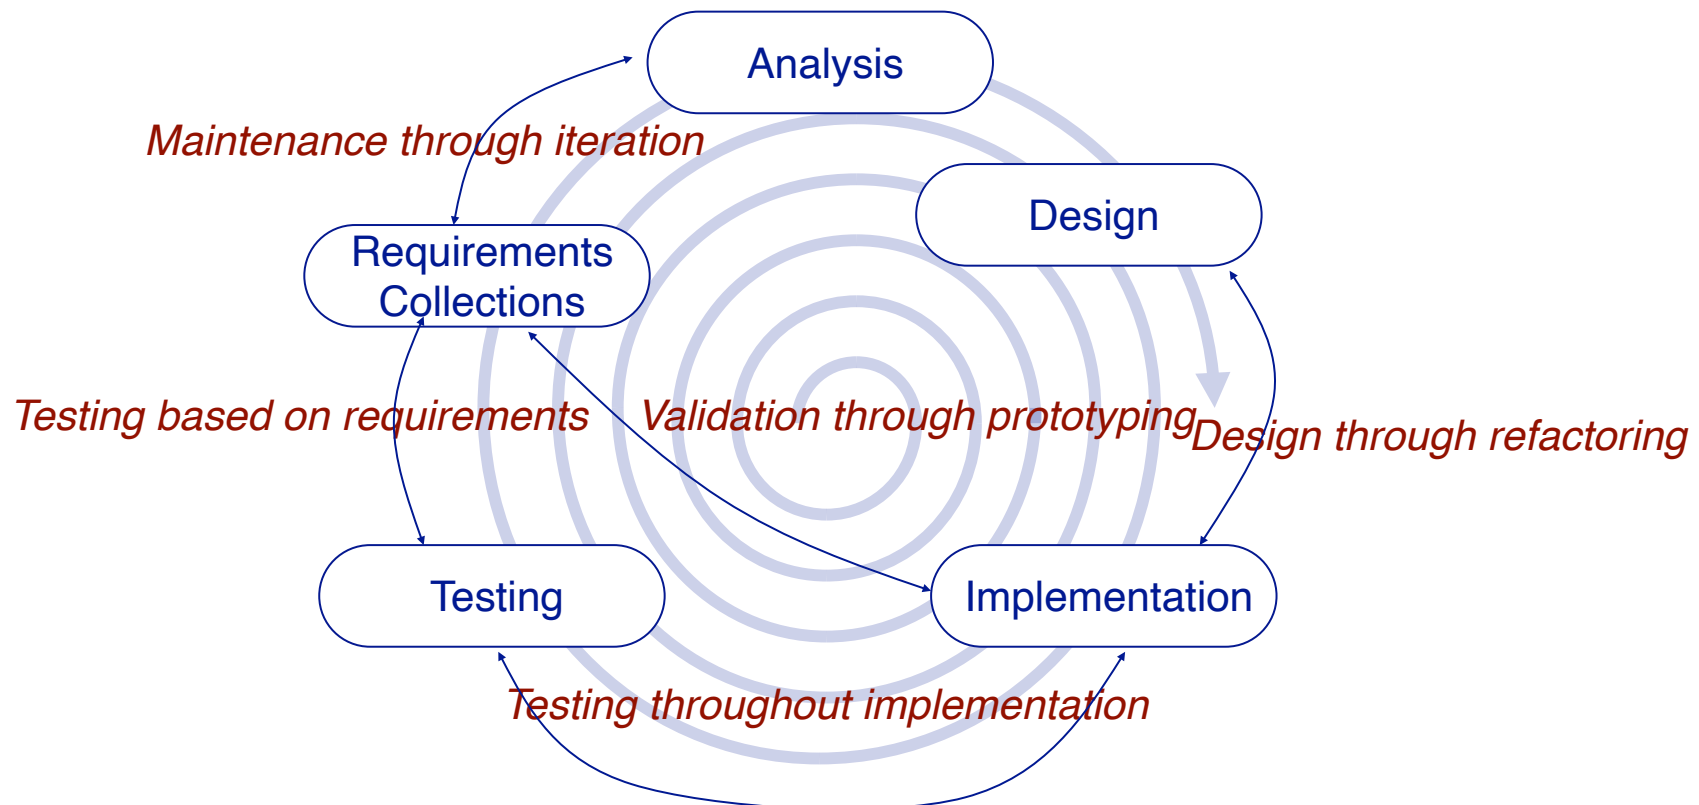 Analysis
Maintenance through iteration
Design
Requirements
Collections
Testing based on requirements
Validation through prototyping
Design through refactoring
Testing
Implementation
Testing throughout implementation